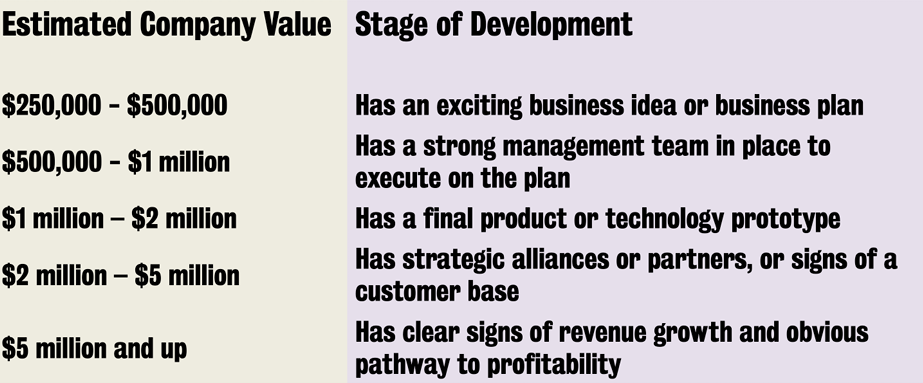 Estimated Company Value
Stage of Development
$250,000 – $500,000
Has an exciting business idea or business plan
$500,000 – $1 million
Has a strong management team in place to
execute on the plan
$1 million – $2 million
Has a final product or technology prototype
$2 million – $5 million
Has strategic alliances or partners, or signs of a
customer base
$5 million and up
Has clear signs of revenue growth and obvious
pathway to profitability